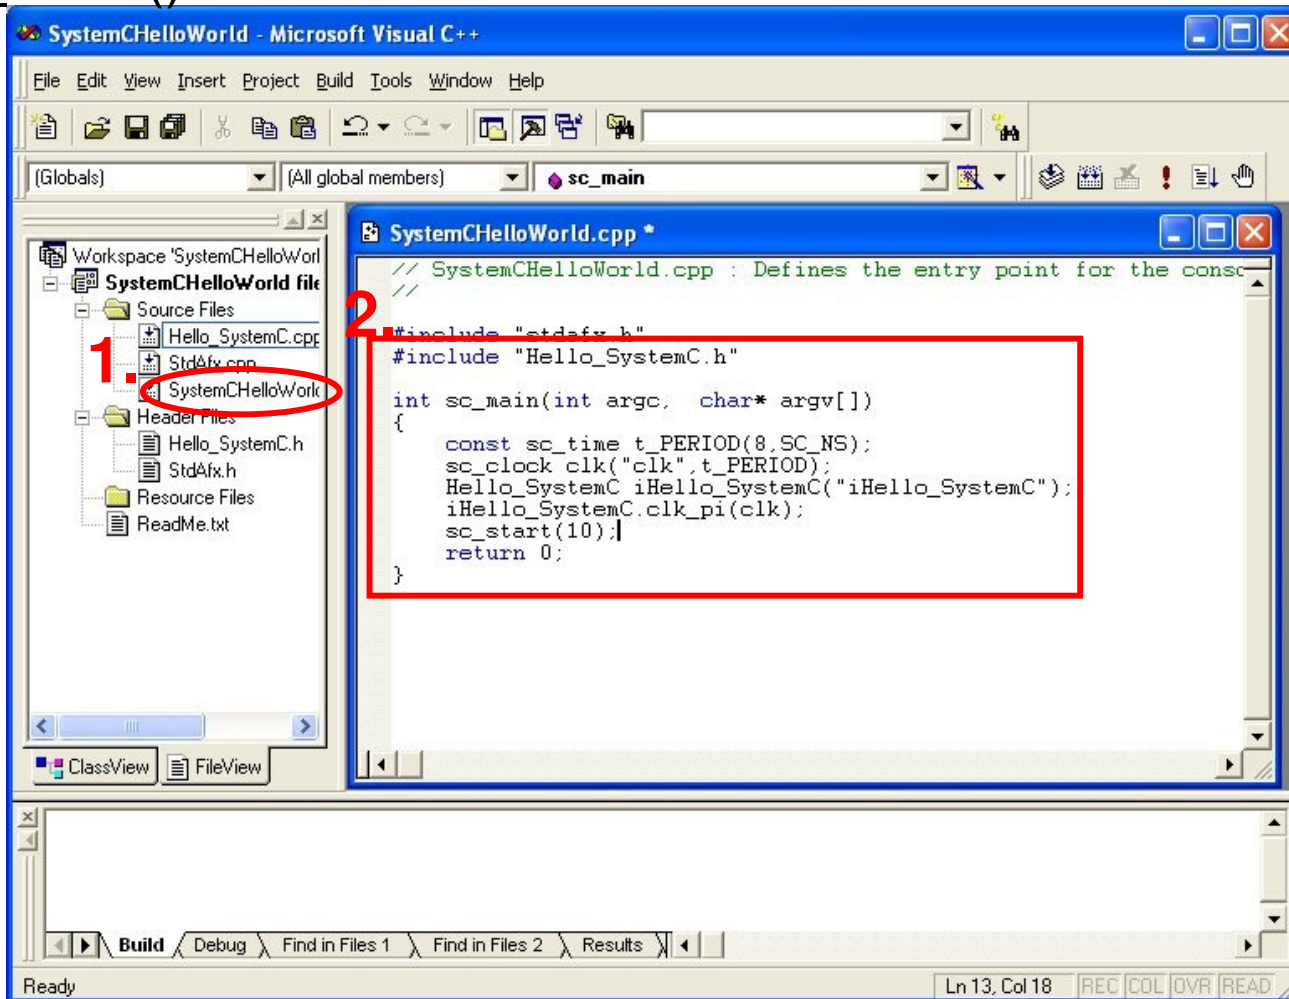 ()
SystemCHelloWorld - Microsoft Visual C++
File Edit View Insert Project Build Tools Window Help
(Globals) (All global members) sc_main
Workspace 'SystemCHelloWorl
SystemCHelloWorld file
Source Files
Hello_SystemC.cpp
StdAfx.cpp
SystemCHelloWorld
Header Files
Hello_SystemC.h
StdAfx.h
Resource Files
ReadMe.txt
1.
ClassView FileView
SystemCHelloWorld.cpp *
// SystemCHelloWorld.cpp : Defines the entry point for the conso
//
2.
#include "stdafx.h"
#include "Hello_SystemC.h"
int sc_main(int argc, char* argv[])
{
const sc_time t_PERIOD(8,SC_NS);
sc_clock clk("clk",t_PERIOD);
Hello_SystemC iHello_SystemC("iHello_SystemC");
iHello_SystemC.clk_pi(clk);
sc_start(10);
return 0;
}
Build Debug Find in Files 1 Find in Files 2 Results
Ready Ln 13, Col 18 REC COL OVR READ